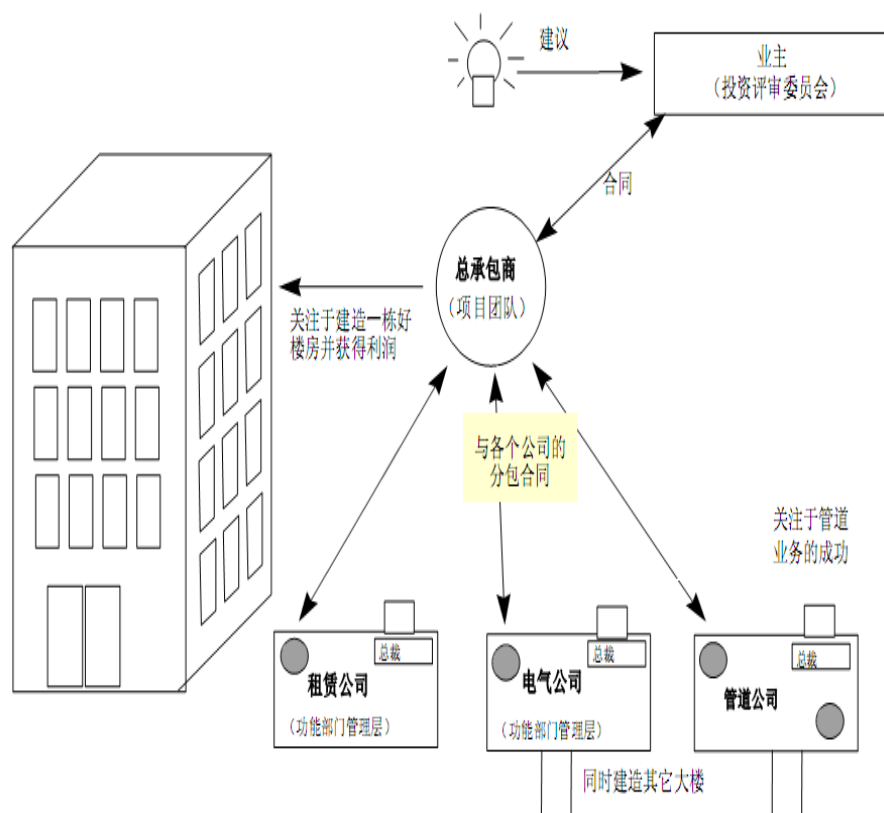 建议
业主
（投资评审委员会）
合同
总承包商
（项目团队）
关注于建造一栋好
楼房并获得利润
与各个公司的
分包合同
关注于管道
业务的成功
总裁
租赁公司
（功能部门管理层）
总裁
电气公司
（功能部门管理层）
总裁
管道公司
同时建造其它大楼